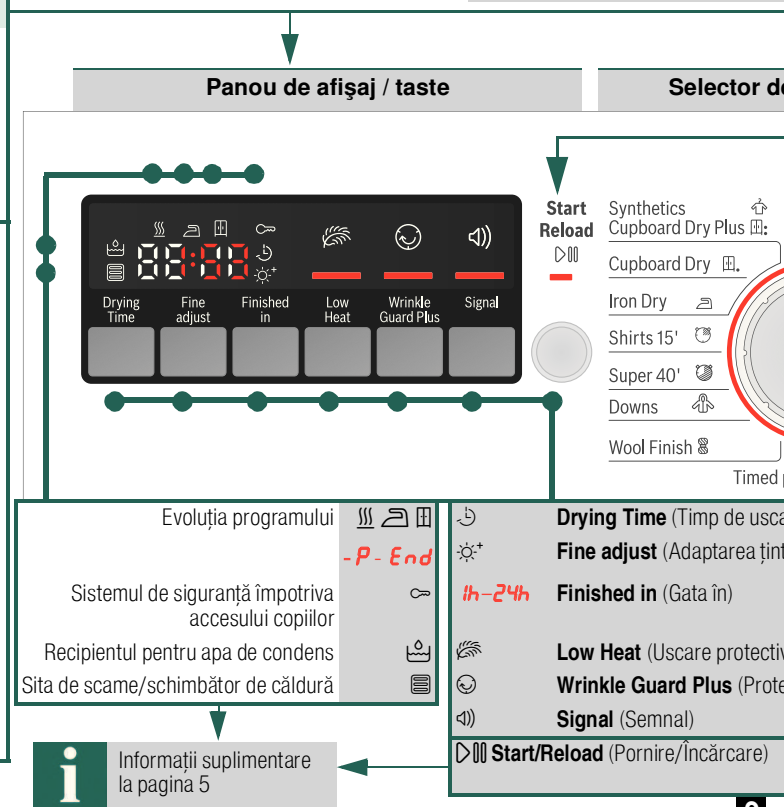 Panou de afişaj / taste
Selector d
Start
Reload
88:88
Drying
Time
Fine
adjust
Finished
in
Low
Heat
Wrinkle
Guard Plus
Signal
Synthetics
Cupboard Dry Plus :
Cupboard Dry .
Iron Dry
Shirts 15'
Super 40'
Downs
Wool Finish
Timed
Evoluția programului
- P - End
Sistemul de siguranță împotriva
accesului copiilor
Recipientul pentru apa de condens
Sita de scame/schimbător de căldură
Drying Time (Timp de usca
Fine adjust (Adaptarea țint
1h–24h Finished in (Gata în)
Low Heat (Uscare protectiv
Wrinkle Guard Plus (Prote
Signal (Semnal)
Start/Reload (Pornire/Încărcare)
i
Informații suplimentare
la pagina 5